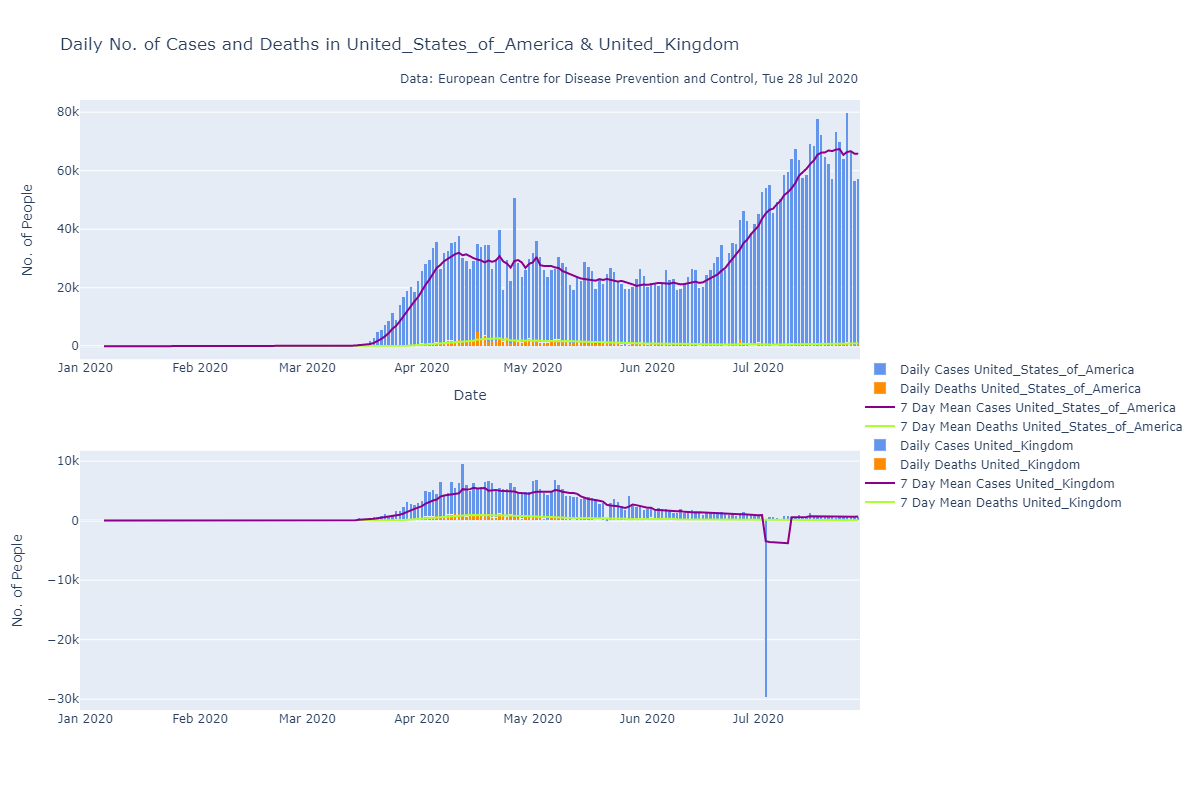 Daily No. of Cases and Deaths in United_States_of_America & United_Kingdom
Data: European Centre for Disease Prevention and Control, Tue 28 Jul 2020
80k
60k
40k
20k
0
No. of People
Jan 2020 Feb 2020 Mar 2020 Apr 2020 May 2020 Jun 2020 Jul 2020
Date
Daily Cases United_States_of_America
Daily Deaths United_States_of_America
7 Day Mean Cases United_States_of_America
7 Day Mean Deaths United_States_of_America
Daily Cases United_Kingdom
Daily Deaths United_Kingdom
7 Day Mean Cases United_Kingdom
7 Day Mean Deaths United_Kingdom
10k
0
−10k
−20k
−30k
No. of People
Jan 2020 Feb 2020 Mar 2020 Apr 2020 May 2020 Jun 2020 Jul 2020